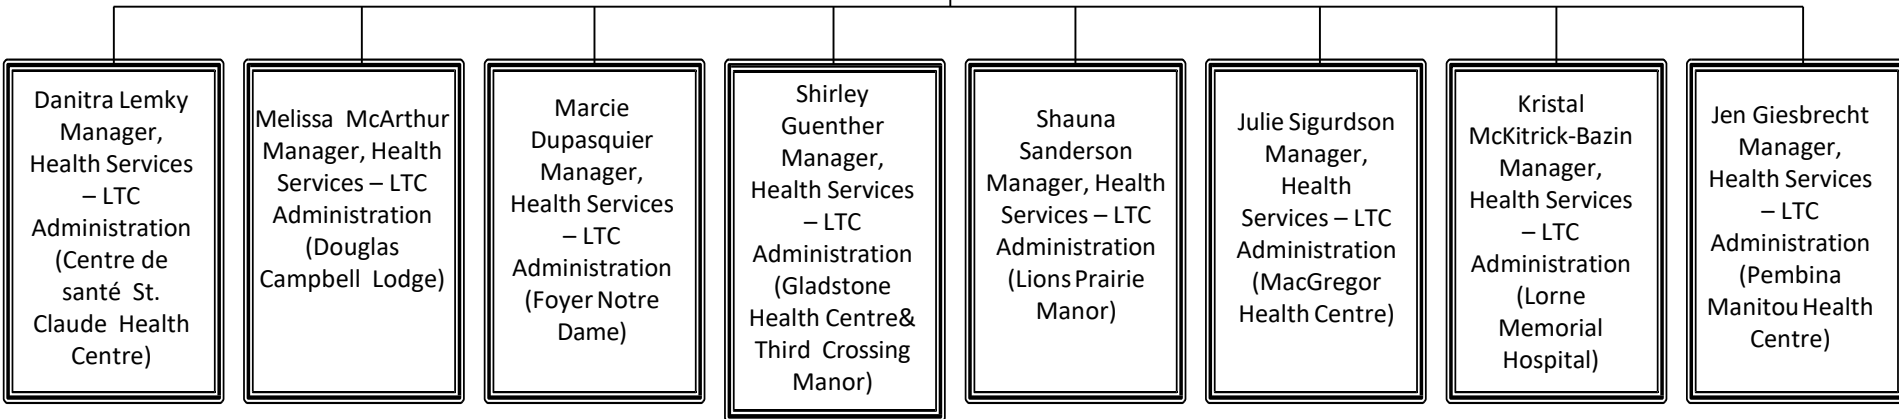 Danitra Lemky
Manager,
Health Services
– LTC
Administration
(Centre de
santé St.
Claude Health
Centre)
Melissa McArthur
Manager, Health
Services – LTC
Administration
(Douglas
Campbell Lodge)
Marcie
Dupasquier
Manager,
Health Services
– LTC
Administration
(Foyer Notre
Dame)
Shirley
Guenther
Manager,
Health Services
– LTC
Administration
(Gladstone
Health Centre&
Third Crossing
Manor)
Shauna
Sanderson
Manager, Health
Services – LTC
Administration
(Lions Prairie
Manor)
Julie Sigurdson
Manager,
Health
Services – LTC
Administration
(MacGregor
Health Centre)
Kristal
McKitrick-Bazin
Manager,
Health Services
– LTC
Administration
(Lorne
Memorial
Hospital)
Jen Giesbrecht
Manager,
Health Services
– LTC
Administration
(Pembina
Manitou Health
Centre)